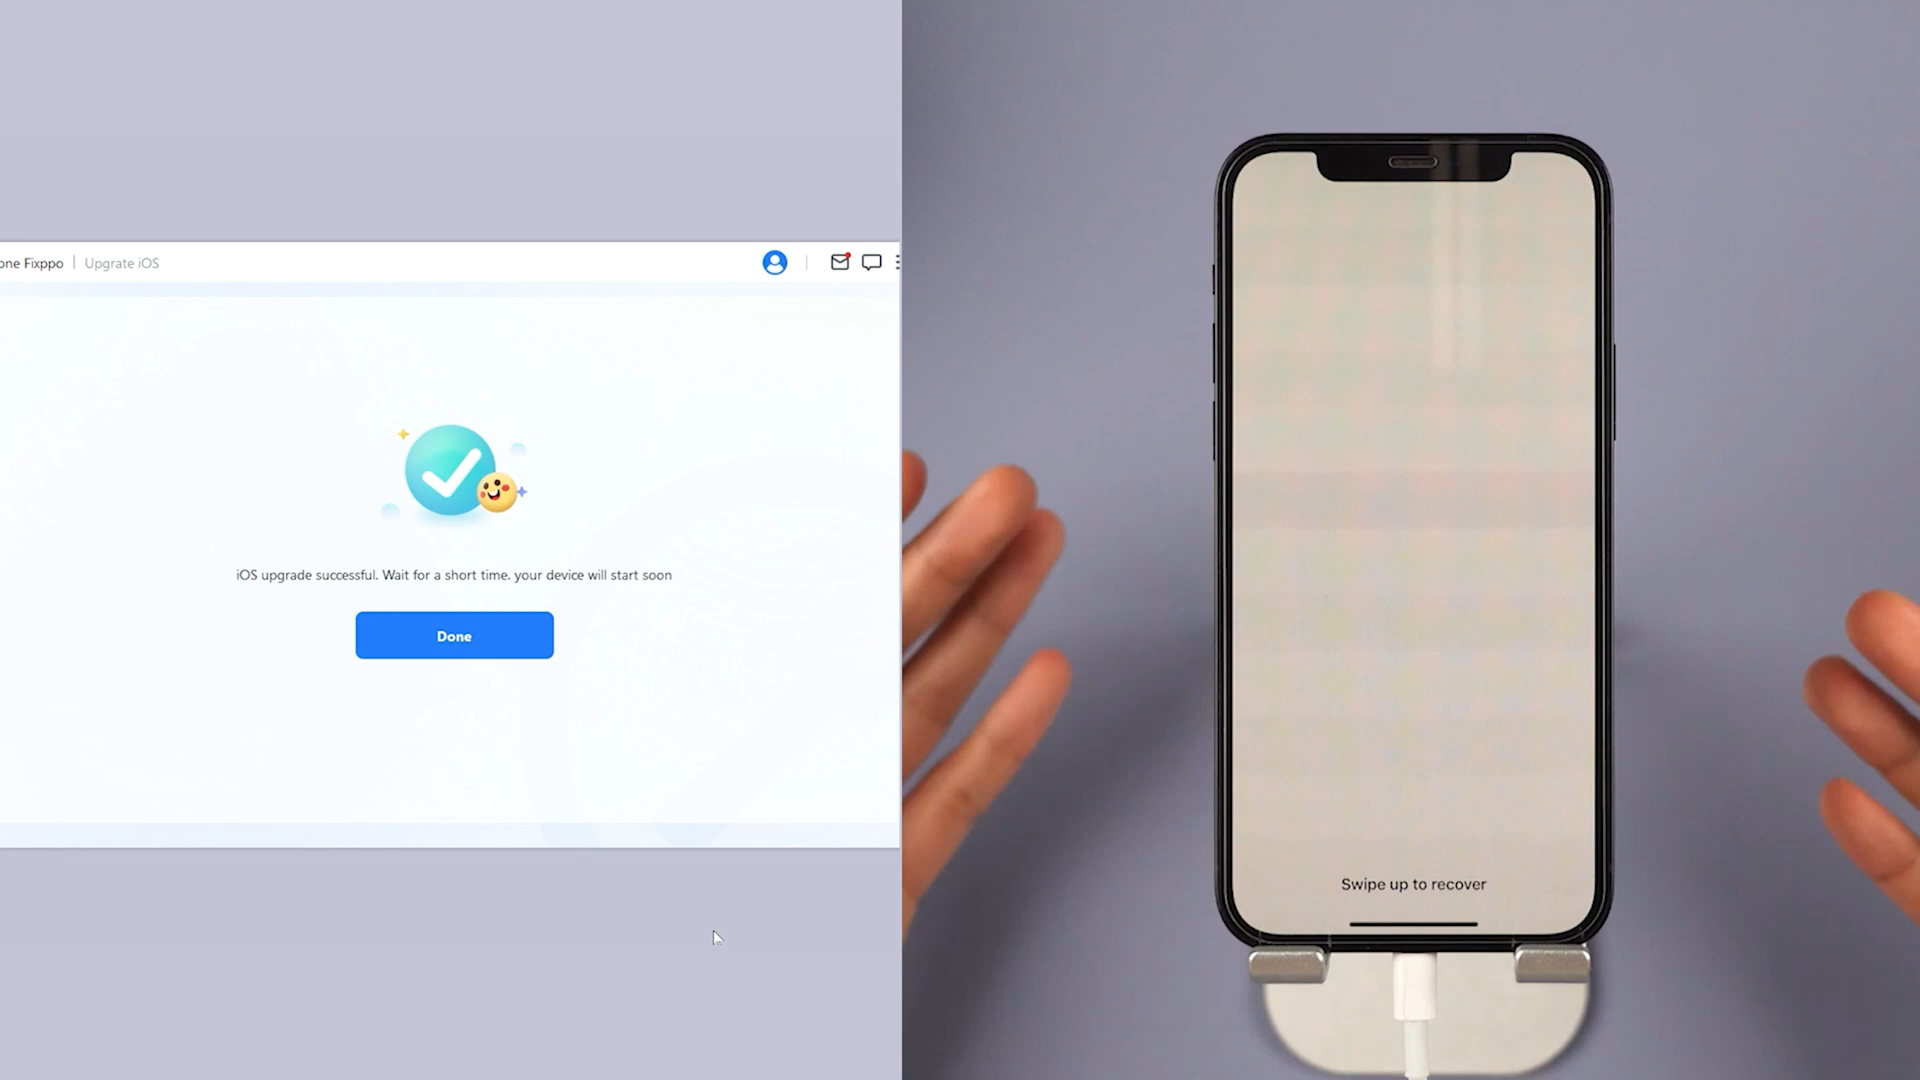 one Fixppo | Upgrate iOS
iOS upgrade successful. Wait for a short time. your device will start soon
Done
Swipe up to recover